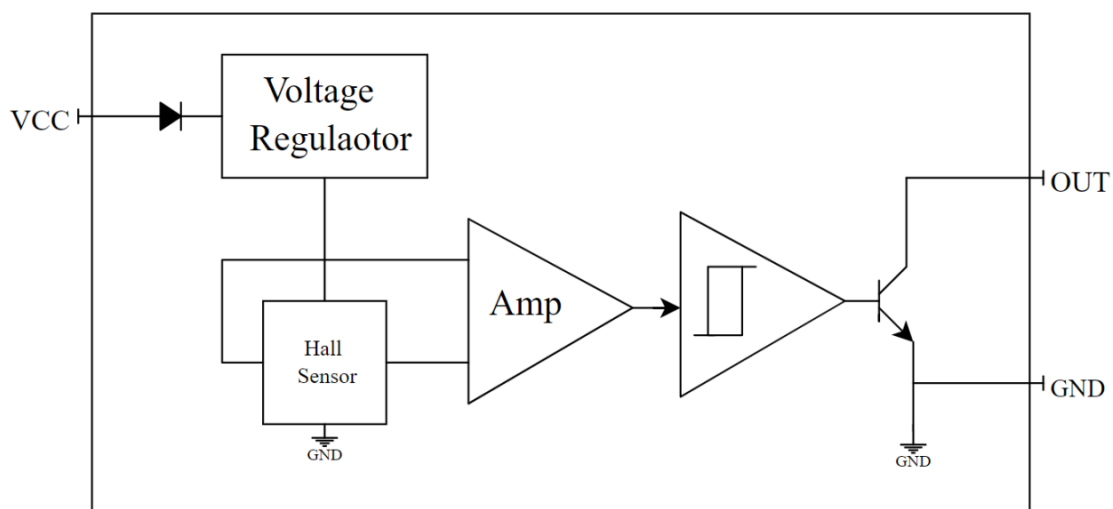 Voltage
Regulaotor
VCC
OUT
Amp
Hall
Sensor
GND
GND
GND